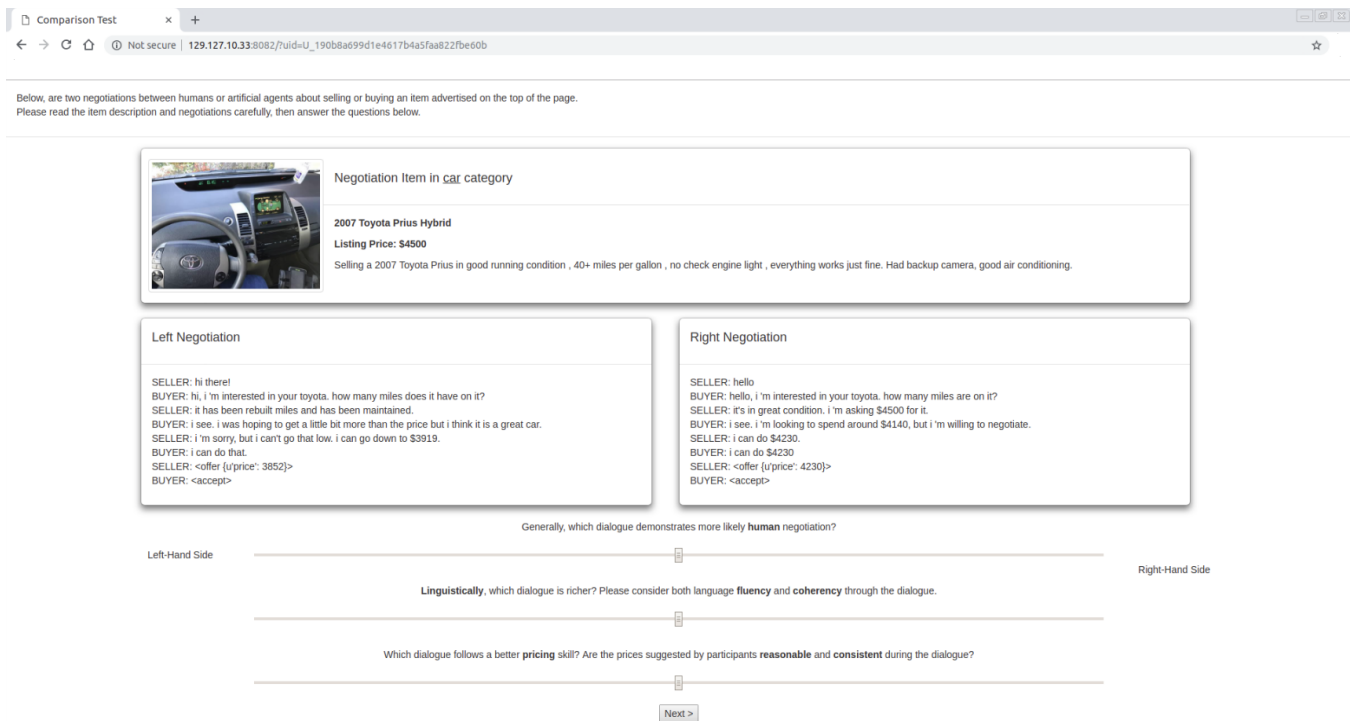 Comparison Test
Not secure | 129.127.10.33:8082/?uid=U_190b8a699d1e4617b4a5faa822fbe60b
Below, are two negotiations between humans or artificial agents about selling or buying an item advertised on the top of the page.
Please read the item description and negotiations carefully, then answer the questions below.
Negotiation Item in car category
2007 Toyota Prius Hybrid
Listing Price: $4500
Selling a 2007 Toyota Prius in good running condition , 40+ miles per gallon , no check engine light , everything works just fine. Had backup camera, good air conditioning.
Left Negotiation
SELLER: hi there!
BUYER: hi, i 'm interested in your toyota. how many miles does it have on it?
SELLER: it has been rebuilt miles and has been maintained.
BUYER: i see. i was hoping to get a little bit more than the price but i think it is a great car.
SELLER: i 'm sorry, but i can't go that low. i can go down to $3919.
BUYER: i can do that.
SELLER: <offer {u'price': 3852}>
BUYER: <accept>
Right Negotiation
SELLER: hello
BUYER: hello, i 'm interested in your toyota. how many miles are on it?
SELLER: it's in great condition. i 'm asking $4500 for it.
BUYER: i see. i 'm looking to spend around $4140, but i 'm willing to negotiate.
SELLER: i can do $4230.
BUYER: i can do $4230
SELLER: <offer {u'price': 4230}>
BUYER: <accept>
Generally, which dialogue demonstrates more likely human negotiation?
Left-Hand Side
Right-Hand Side
Linguistically, which dialogue is richer? Please consider both language fluency and coherency through the dialogue.
Which dialogue follows a better pricing skill? Are the prices suggested by participants reasonable and consistent during the dialogue?
Next >